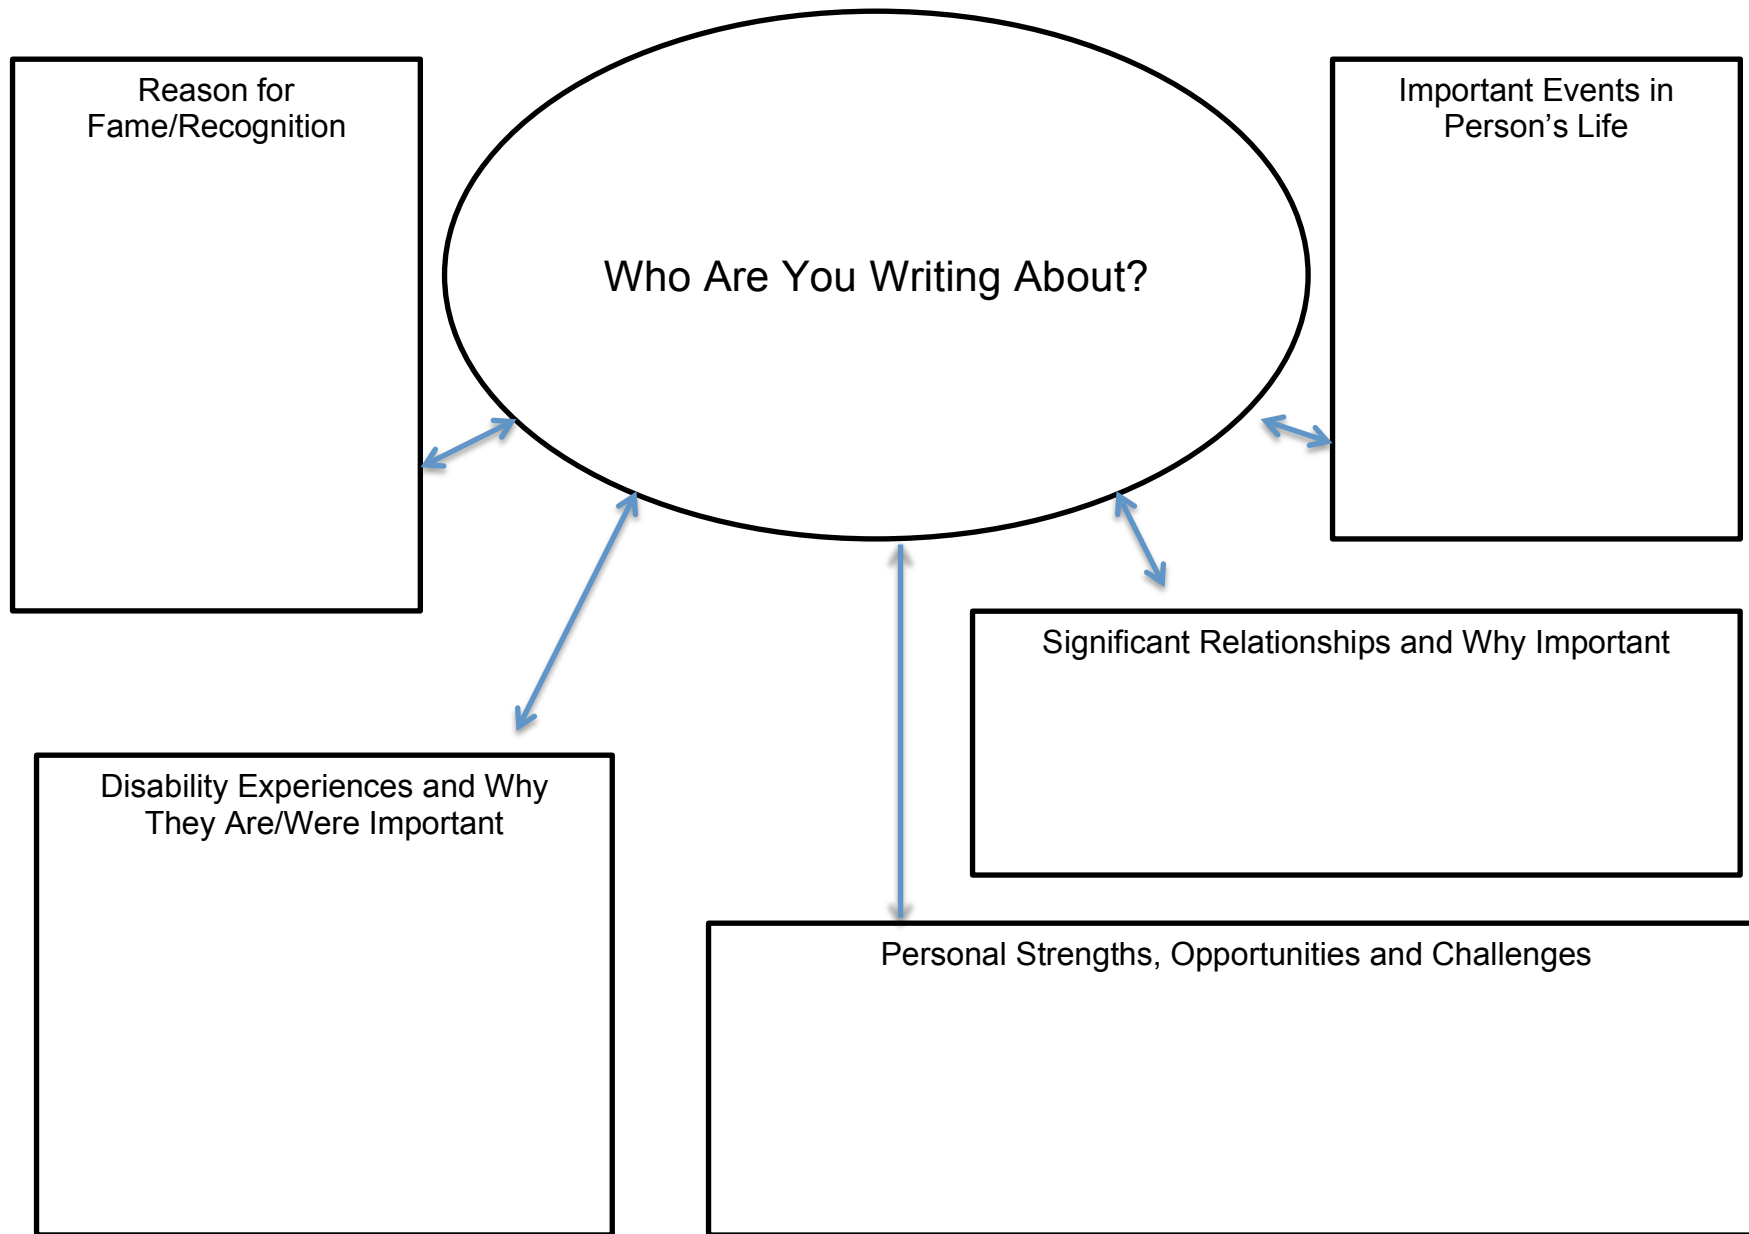 Reason for
Fame/Recognition
Who Are You Writing About?
Important Events in
Person’s Life
Significant Relationships and Why Important
Disability Experiences and Why
They Are/Were Important
Personal Strengths, Opportunities and Challenges